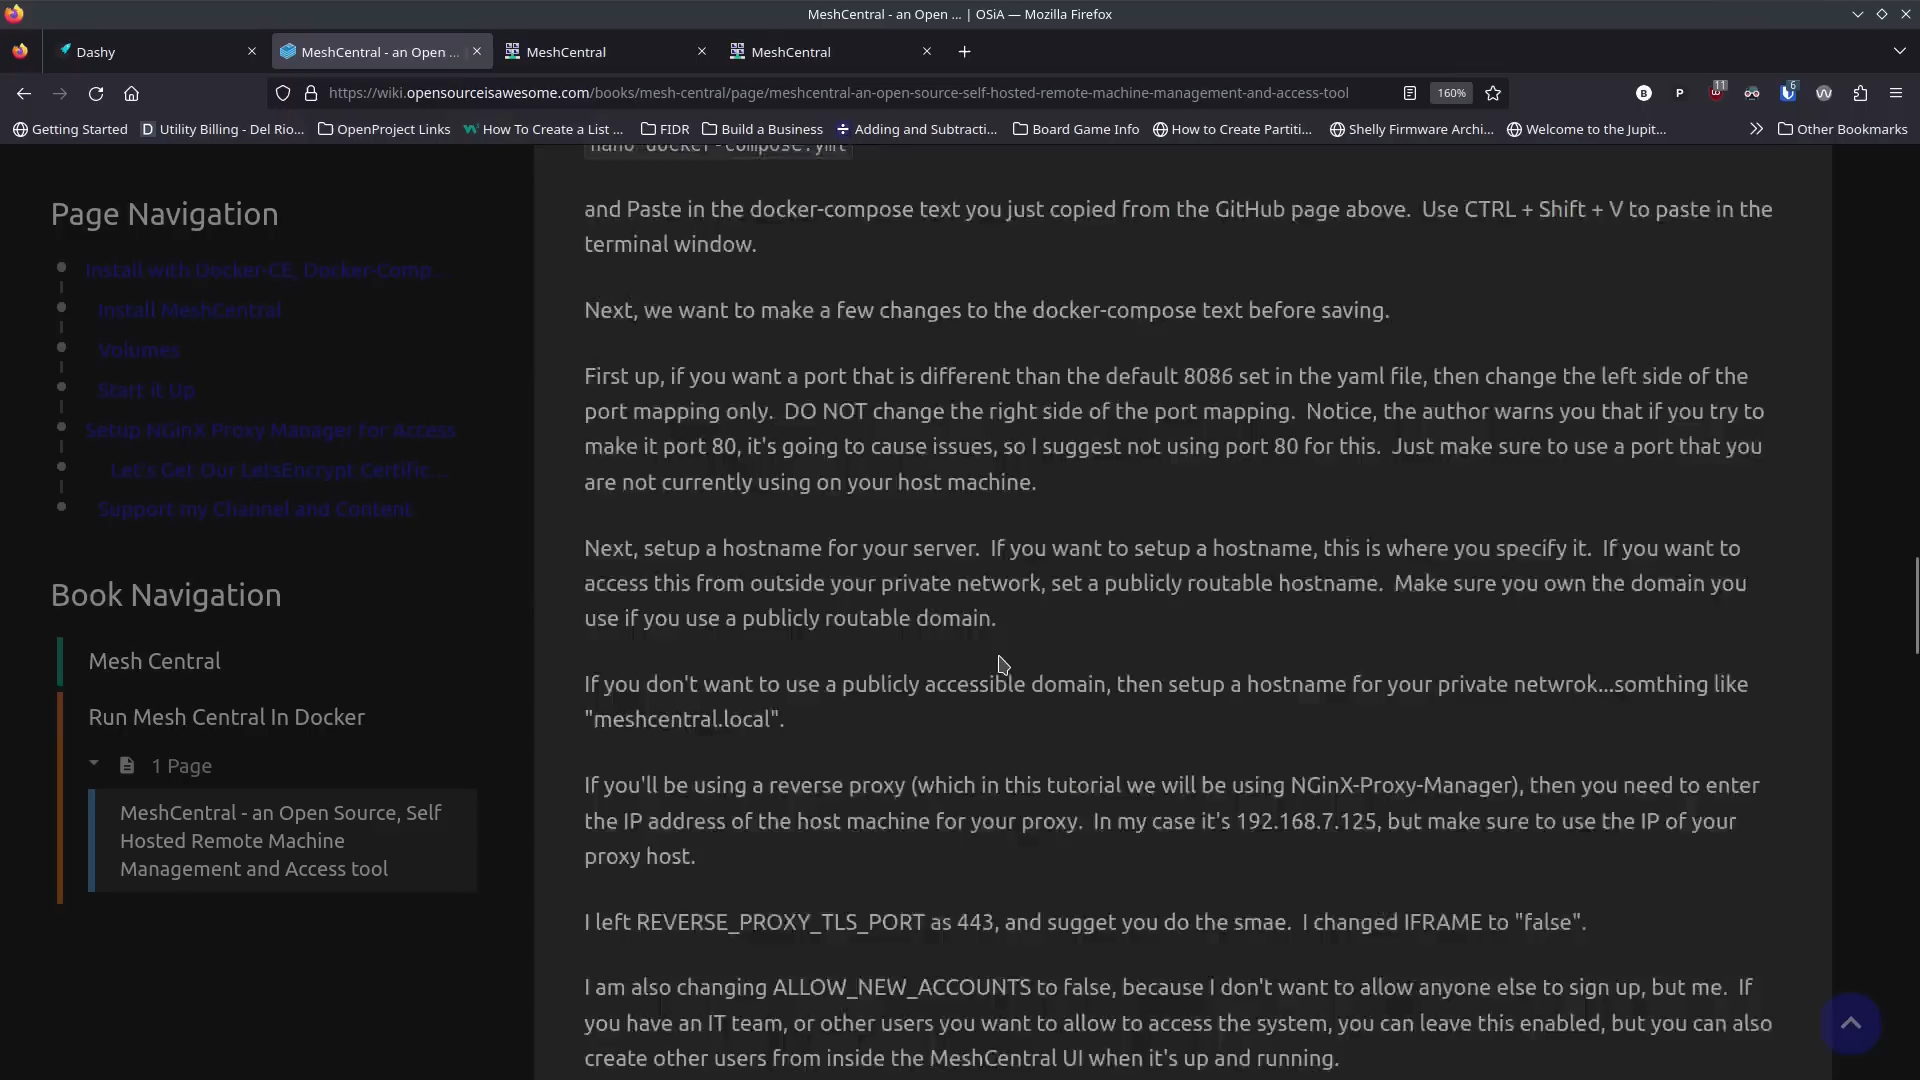 MeshCentral - an Open ... | OSiA — Mozilla Firefox
Dashy
MeshCentral - an Open ...
MeshCentral
MeshCentral
https://wiki.opensourceisawesome.com/books/mesh-central/page/meshcentral-an-open-source-self-hosted-remote-machine-management-and-access-tool
160%
B
P
11
6
Getting Started
Utility Billing - Del Rio...
OpenProject Links
How To Create a List ...
FIDR
Build a Business
Adding and Subtracti...
Board Game Info
How to Create Partiti...
Shelly Firmware Archi...
Welcome to the Jupit...
Other Bookmarks
Page Navigation
Install with Docker-CE, Docker-Comp...
Install MeshCentral
Volumes
Start it Up
Setup NGinX Proxy Manager for Access
Let's Get Our LetsEncrypt Certific...
Support my Channel and Content
Book Navigation
Mesh Central
Run Mesh Central In Docker
1 Page
MeshCentral - an Open Source, Self
Hosted Remote Machine
Management and Access tool
nano docker-compose.yml
and Paste in the docker-compose text you just copied from the GitHub page above.  Use CTRL + Shift + V to paste in the
terminal window.
Next, we want to make a few changes to the docker-compose text before saving.
First up, if you want a port that is different than the default 8086 set in the yaml file, then change the left side of the
port mapping only.  DO NOT change the right side of the port mapping.  Notice, the author warns you that if you try to
make it port 80, it's going to cause issues, so I suggest not using port 80 for this.  Just make sure to use a port that you
are not currently using on your host machine.
Next, setup a hostname for your server.  If you want to setup a hostname, this is where you specify it.  If you want to
access this from outside your private network, set a publicly routable hostname.  Make sure you own the domain you
use if you use a publicly routable domain.
If you don't want to use a publicly accessible domain, then setup a hostname for your private netwrok...somthing like
"meshcentral.local".
If you'll be using a reverse proxy (which in this tutorial we will be using NGinX-Proxy-Manager), then you need to enter
the IP address of the host machine for your proxy.  In my case it's 192.168.7.125, but make sure to use the IP of your
proxy host.
I left REVERSE_PROXY_TLS_PORT as 443, and sugget you do the smae.  I changed IFRAME to "false".
I am also changing ALLOW_NEW_ACCOUNTS to false, because I don't want to allow anyone else to sign up, but me.  If
you have an IT team, or other users you want to allow to access the system, you can leave this enabled, but you can also
create other users from inside the MeshCentral UI when it's up and running.